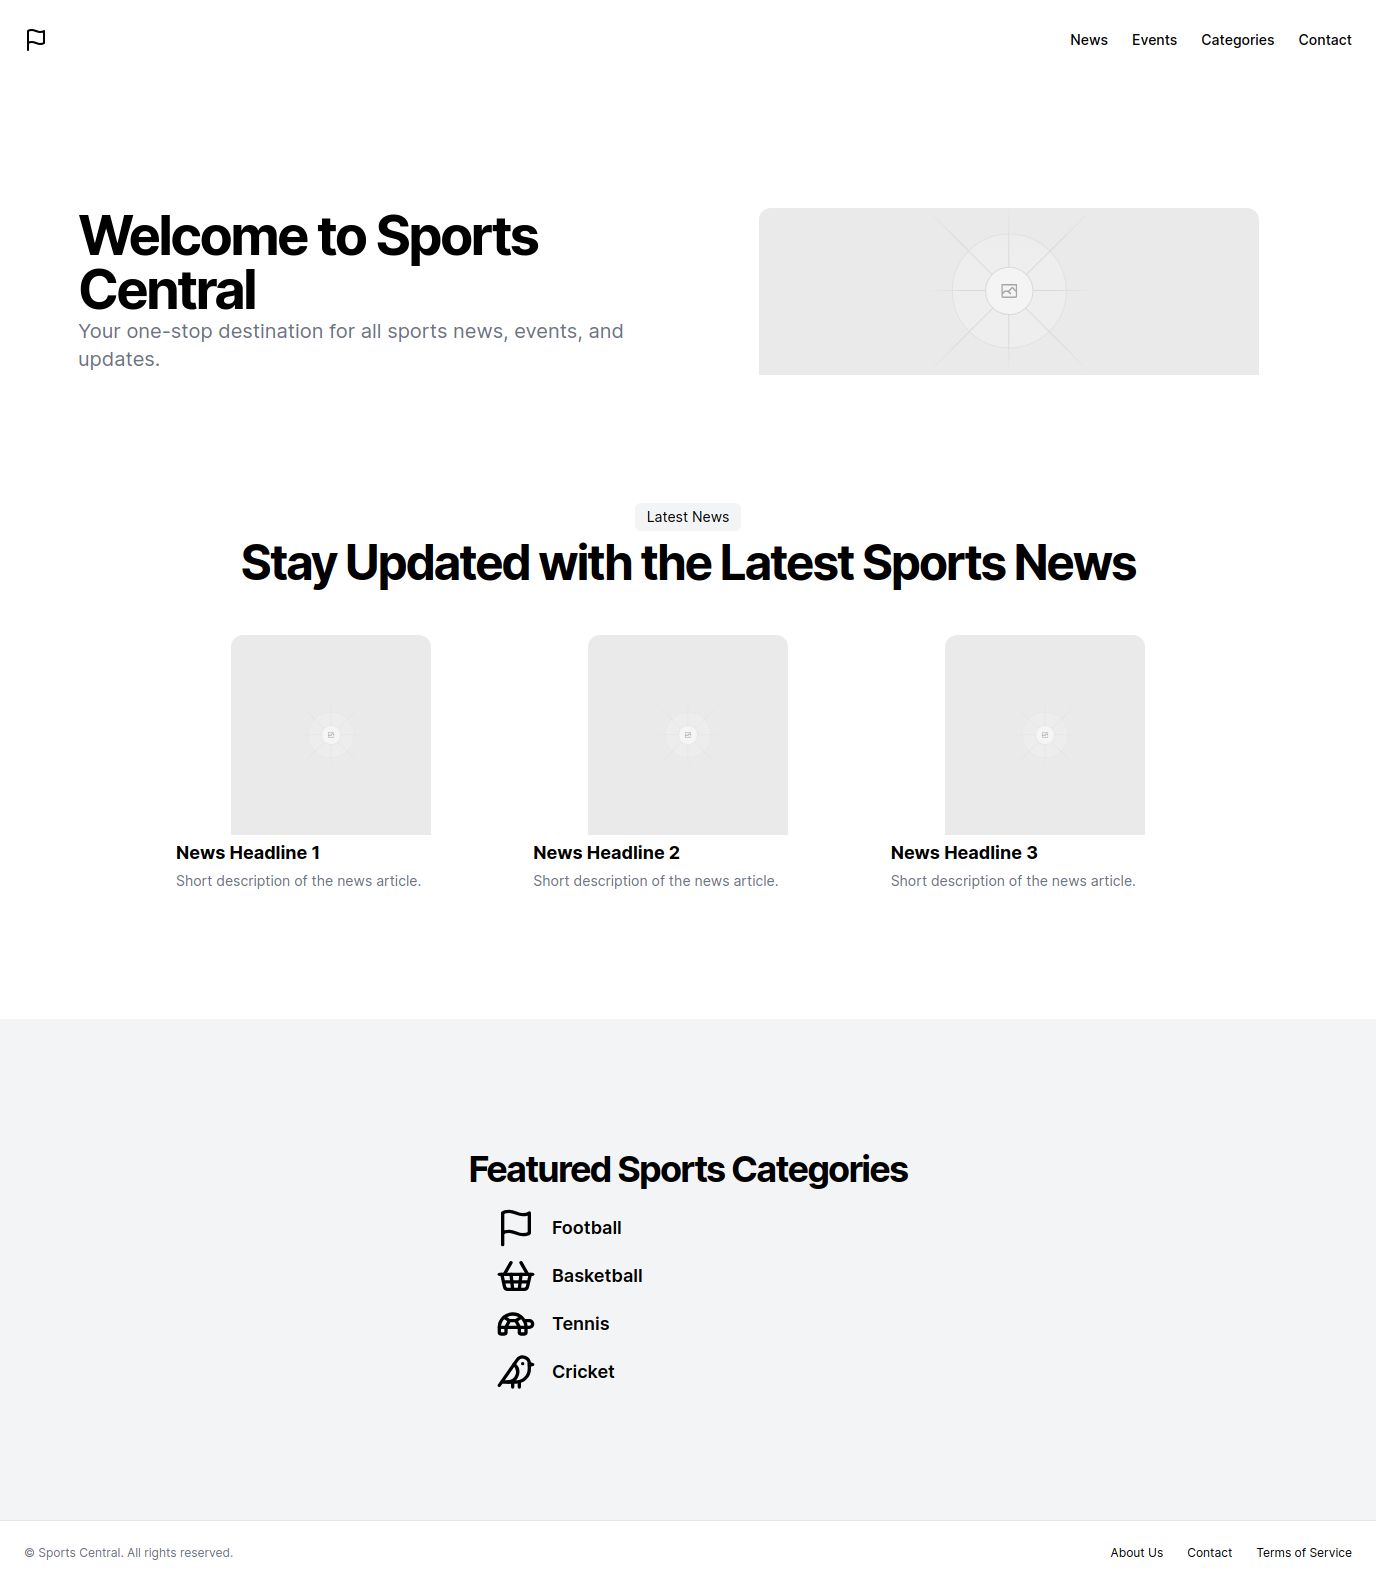 News Events Categories Contact
Welcome to Sports
Central
Your one-stop destination for all sports news, events, and
updates.
Latest News
Stay Updated with the Latest Sports News
News Headline 1
Short description of the news article.
News Headline 2
Short description of the news article.
News Headline 3
Short description of the news article.
Featured Sports Categories
Football
Basketball
Tennis
Cricket
© Sports Central. All rights reserved.
About Us Contact Terms of Service